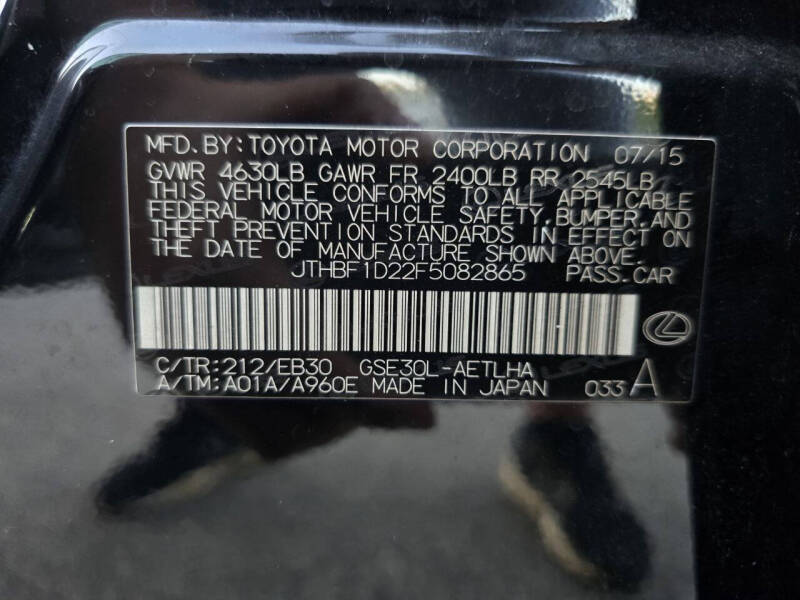 MFD.BY:TOYOTA MOTOR CORPORATION 07/15
GVWR 4630LB GAWR FR 2400LB RR 2545LB
THIS VEHICLE CONFORMS TO ALL APPLICABLE
FEDERAL MOTOR VEHICLE SAFETY,BUMPER,AND
THEFT PREVENTION STANDARDS IN EFFECT ON
THE DATE OF MANUFACTURE SHOWN ABOVE.
JTHBF1D22F5082865 PASS.CAR
C/TR:212/EB30 GSE30L-AETLHA
A/TM:A01A/A960E MADE IN JAPAN 033A